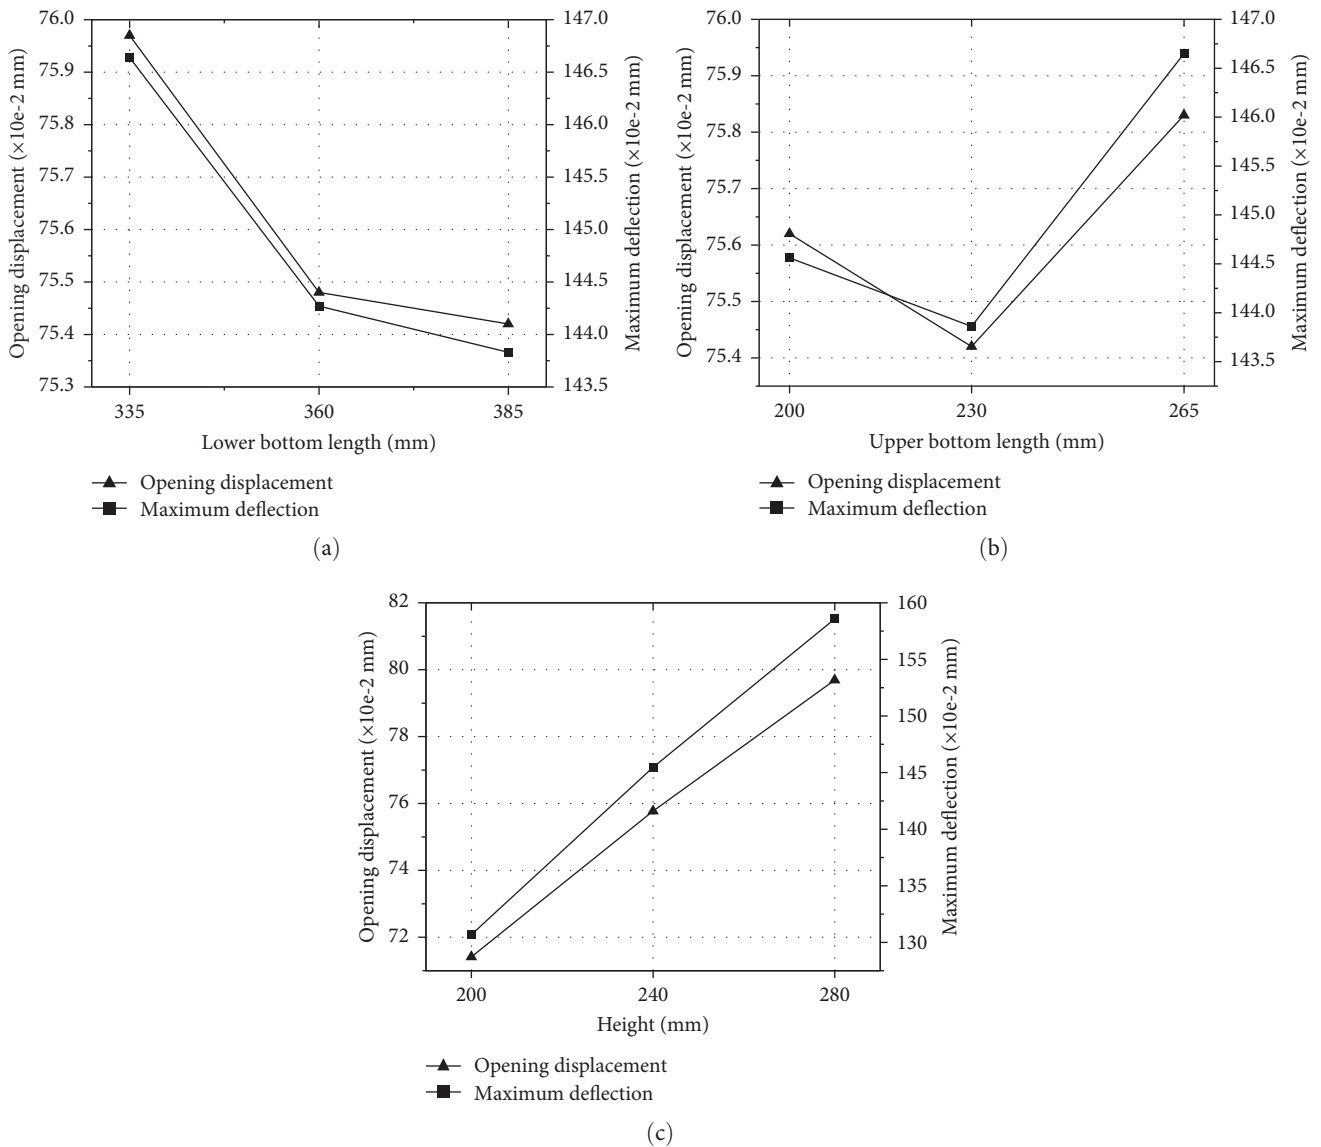 76.0
75.9
75.8
75.7
75.6
75.5
75.4
75.3
Opening displacement (×10e-2 mm)
147.0
146.5
146.0
145.5
145.0
144.5
144.0
143.5
Maximum deflection (×10e-2 mm)
335 360 385
Lower bottom length (mm)
Opening displacement
Maximum deflection
(a)
76.0
75.9
75.8
75.7
75.6
75.5
75.4
Opening displacement (×10e-2 mm)
147.0
146.5
146.0
145.5
145.0
144.5
144.0
143.5
Maximum deflection (×10e-2 mm)
200 230 265
Upper bottom length (mm)
Opening displacement
Maximum deflection
(b)
82
80
78
76
74
72
Opening displacement (×10e-2 mm)
160
155
150
145
140
135
130
Maximum deflection (×10e-2 mm)
200 240 280
Height (mm)
Opening displacement
Maximum deflection
(c)